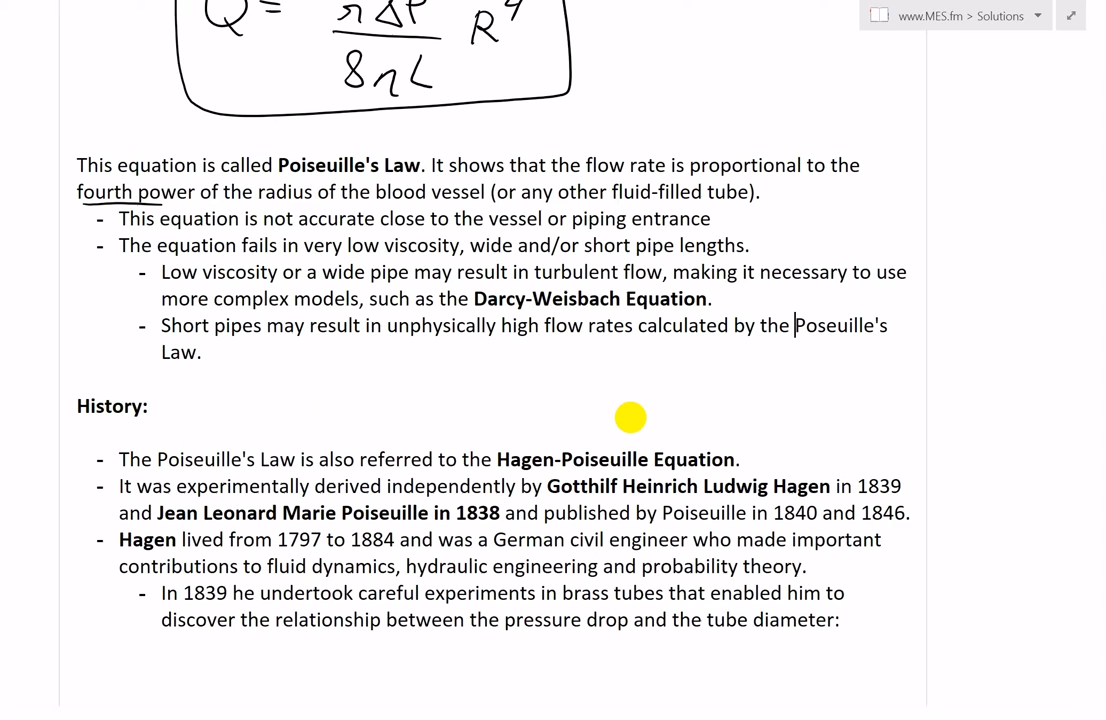 www.MES.fm > Solutions
Q = πΔP R⁴
8ηL
This equation is called Poiseuille's Law. It shows that the flow rate is proportional to the
fourth power of the radius of the blood vessel (or any other fluid-filled tube).
- This equation is not accurate close to the vessel or piping entrance
- The equation fails in very low viscosity, wide and/or short pipe lengths.
- Low viscosity or a wide pipe may result in turbulent flow, making it necessary to use
more complex models, such as the Darcy-Weisbach Equation.
- Short pipes may result in unphysically high flow rates calculated by the Poseuille's
Law.
History:
- The Poiseuille's Law is also referred to the Hagen-Poiseuille Equation.
- It was experimentally derived independently by Gotthilf Heinrich Ludwig Hagen in 1839
and Jean Leonard Marie Poiseuille in 1838 and published by Poiseuille in 1840 and 1846.
- Hagen lived from 1797 to 1884 and was a German civil engineer who made important
contributions to fluid dynamics, hydraulic engineering and probability theory.
- In 1839 he undertook careful experiments in brass tubes that enabled him to
discover the relationship between the pressure drop and the tube diameter: